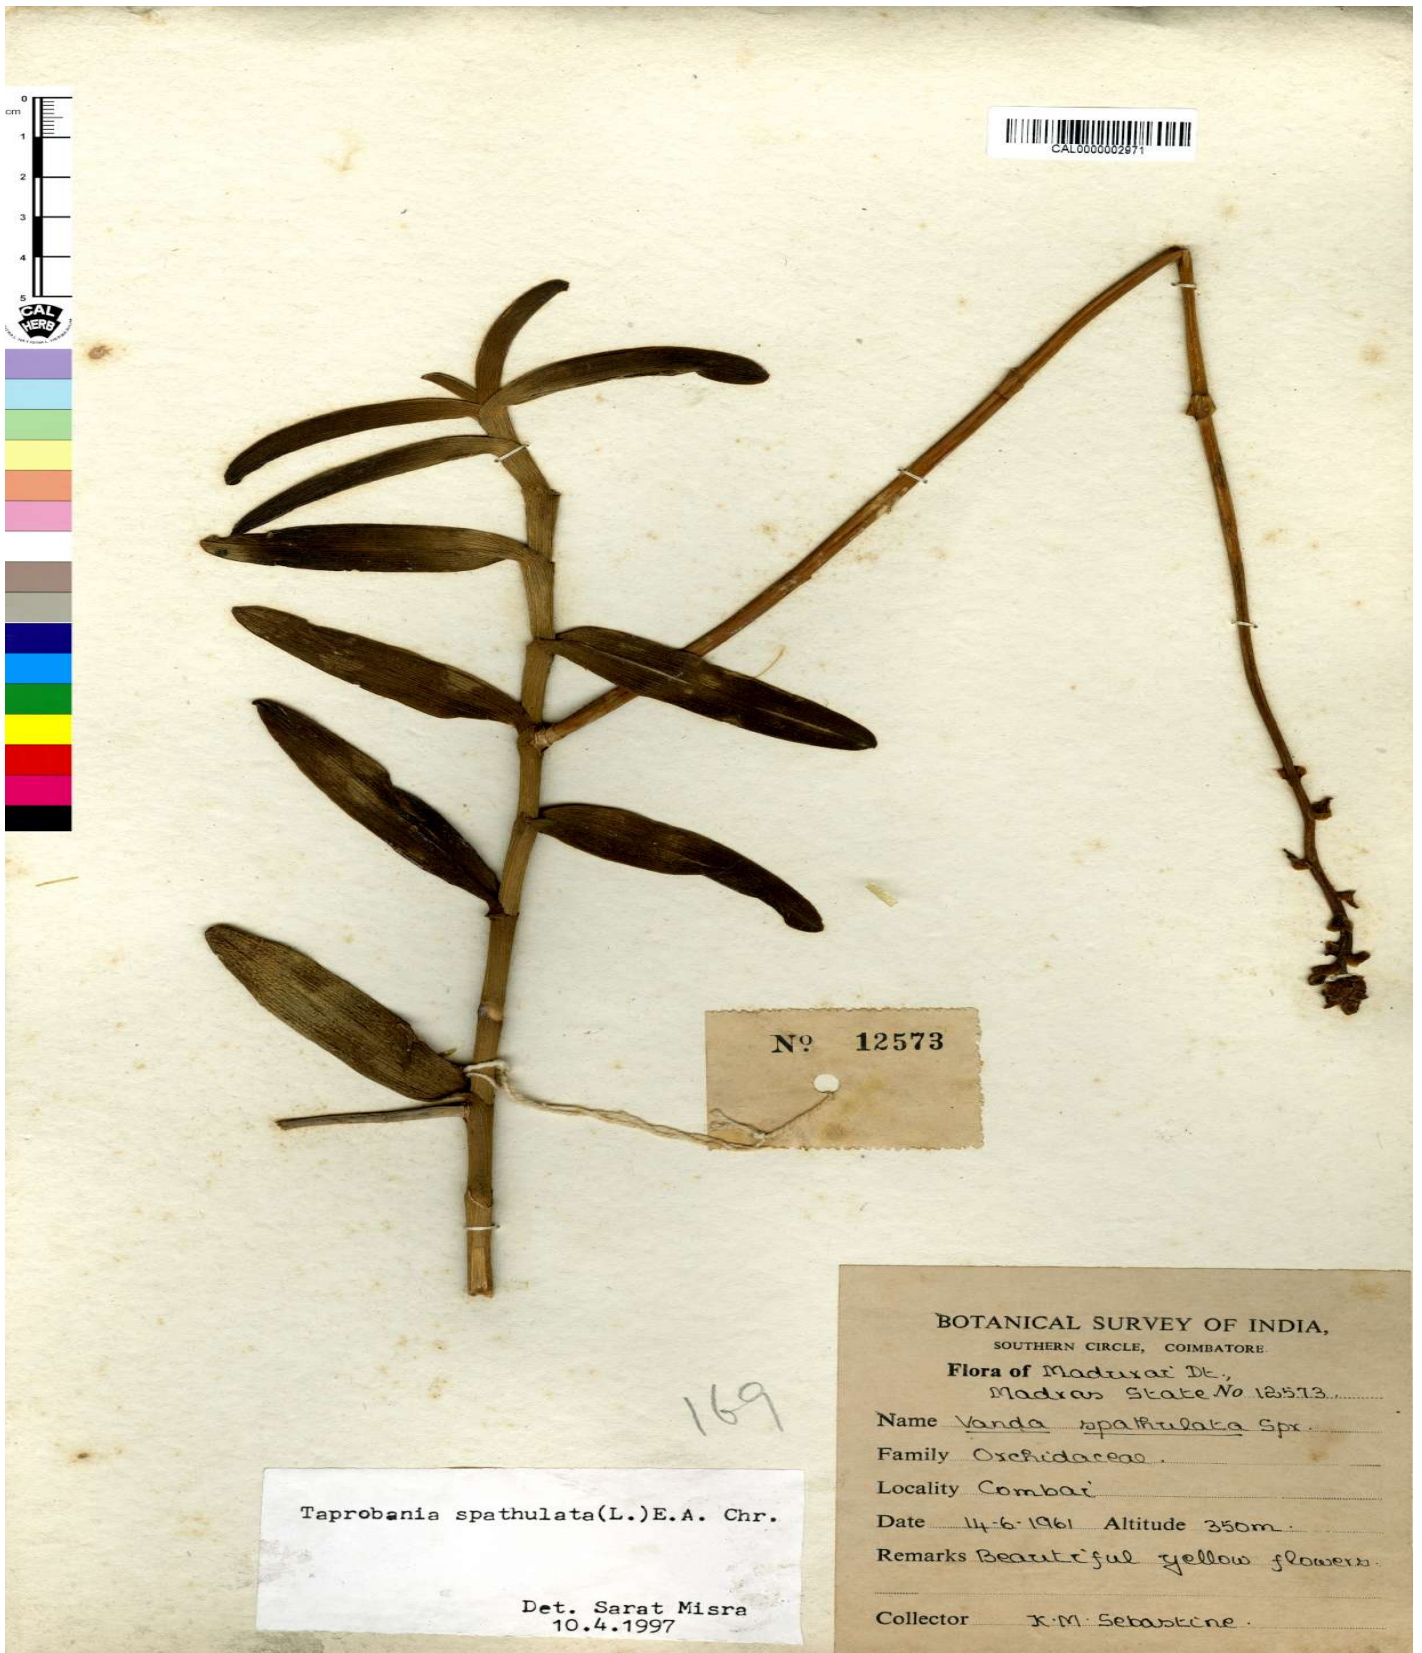 0
cm
1
2
3
4
5
CAL
HERB
CAL0000002971
Nº 12573
169
BOTANICAL SURVEY OF INDIA,
SOUTHERN CIRCLE, COIMBATORE
Flora of Madurai Dt.,
Madras State No 12573
Name Vanda spathulata Spr.
Family Orchidaceae.
Locality Combai
Date 14-6-1961 Altitude 350m.
Remarks Beautiful yellow flowers.
Collector K.M. Sebastine.
Taprobania spathulata(L.)E.A. Chr.
Det. Sarat Misra
10.4.1997